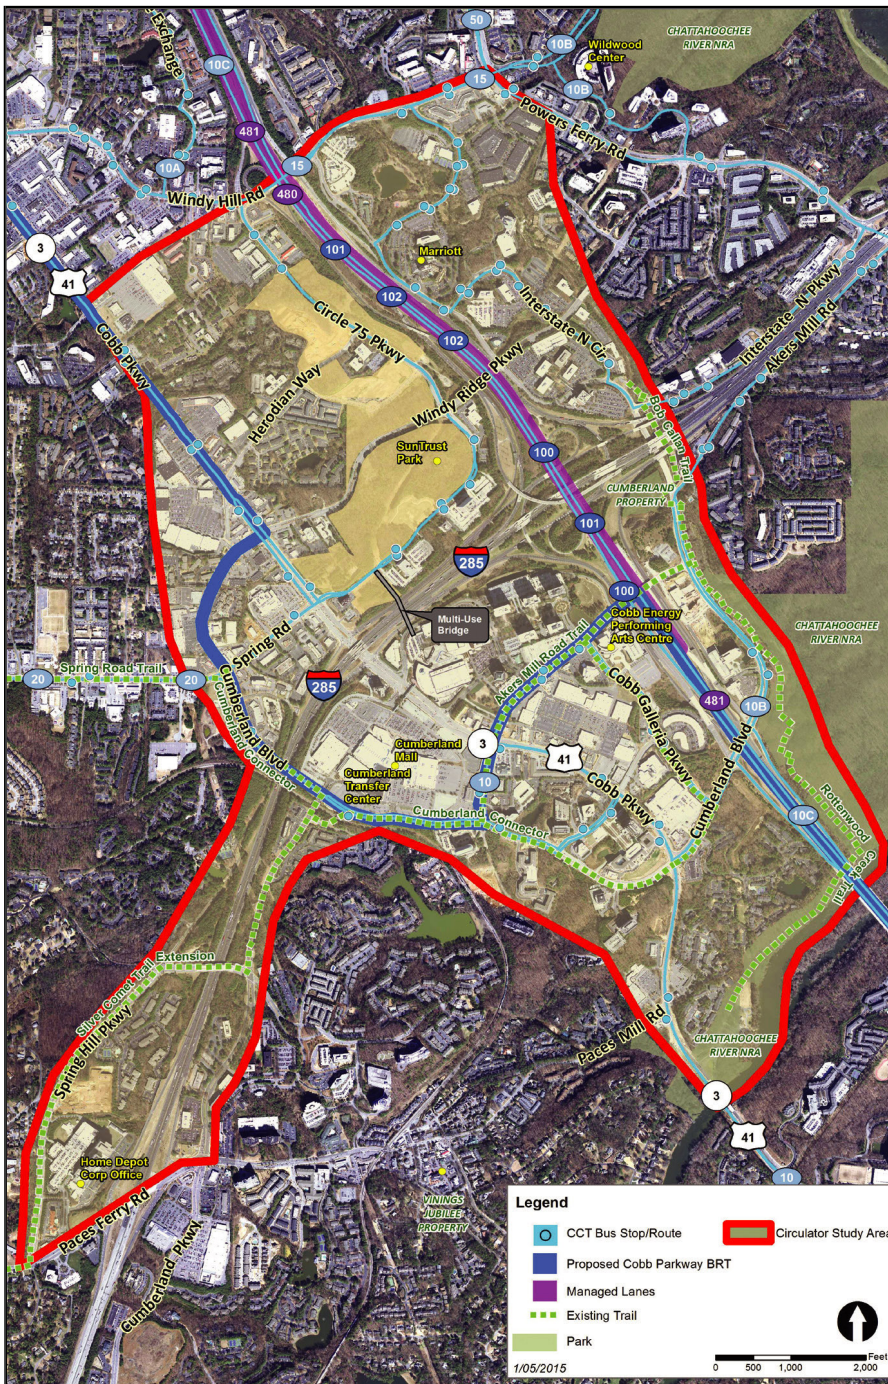 CHATTAHOOCHEE
RIVER NRA
50
10B
Wildwood
Center
Exchange
10C
15
10B
Powers Ferry Rd
481
10A
15
Windy Hill Rd
480
3
101
Marriott
41
102
Interstate N Pkwy
Akers Mill Rd
Circle 75 Pkwy
Interstate N Cir
102
Cobb Pkwy
Herodian Way
Windy Ridge Pkwy
Bob Callan Trail
SunTrust
Park
100
CUMBERLAND
PROPERTY
101
285
100
Multi-Use
Bridge
Cobb Energy
Performing
Arts Centre
CHATTAHOOCHEE
RIVER NRA
Spring Rd
Akers Mill Road Trail
Spring Road Trail
20
20
285
Cumberland Blvd
Cumberland Connector
Cobb Galleria Pkwy
481
10B
Cumberland
Mall
3
41
Cumberland
Transfer
Center
10
Cobb Pkwy
Cumberland Blvd
Cumberland Connector
10C
Rottenwood
Creek Trail
Silver Comet Trail Extension
Spring Hill Pkwy
Paces Mill Rd
CHATTAHOOCHEE
RIVER NRA
3
41
10
Home Depot
Corp Office
Paces Ferry Rd
VININGS
JUBILEE
PROPERTY
Cumberland Pkwy
Legend
CCT Bus Stop/Route
Circulator Study Area
Proposed Cobb Parkway BRT
Managed Lanes
Existing Trail
Park
1/05/2015
Feet
0 500 1,000 2,000